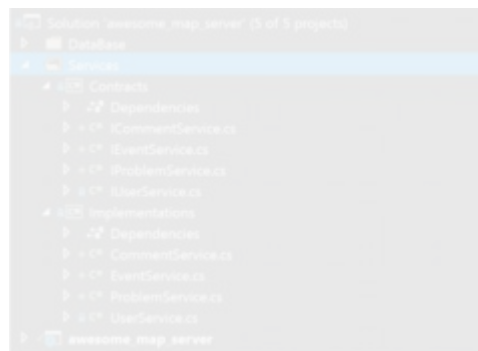 Solution 'awesome_map_server' (5 of 5 projects)
DataBase
Services
Contracts
Dependencies
ICommentService.cs
IEventService.cs
IProblemService.cs
IUserService.cs
Implementations
Dependencies
CommentService.cs
EventService.cs
ProblemService.cs
UserService.cs
awesome_map_server